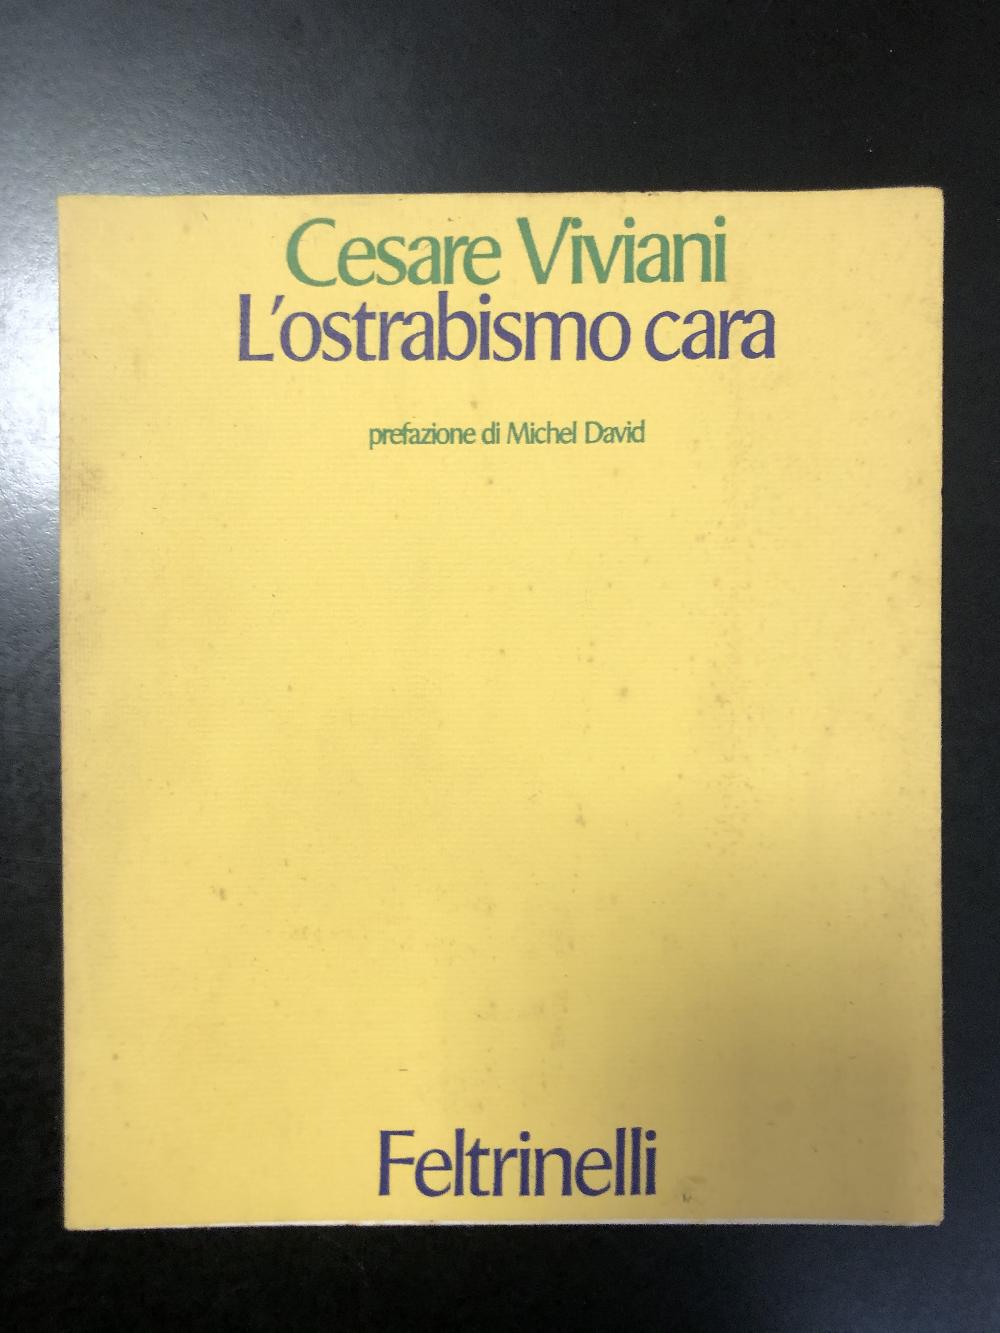 Cesare Viviani
L'ostrabismo cara
prefazione di Michel David
Feltrinelli